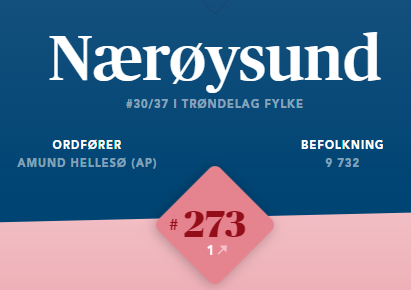 Nærøysund
#30/37 I TRØNDELAG FYLKE
ORDFØRER
AMUND HELLESØ (AP)
BEFOLKNING
9 732
# 273
1 ↗